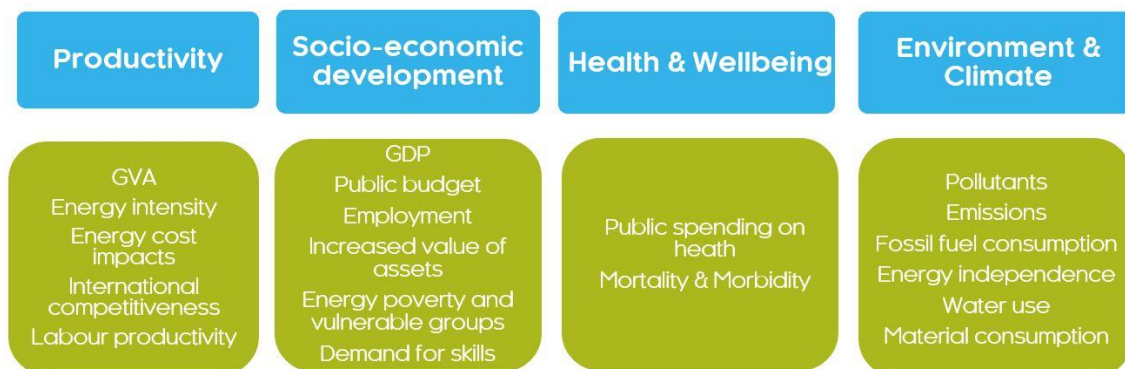 Productivity
Socio-economic
development
Health & Wellbeing
Environment &
Climate
GVA
Energy intensity
Energy cost
impacts
International
competitiveness
Labour productivity
GDP
Public budget
Employment
Increased value of
assets
Energy poverty and
vulnerable groups
Demand for skills
Public spending on
heath
Mortality & Morbidity
Pollutants
Emissions
Fossil fuel consumption
Energy independence
Water use
Material consumption